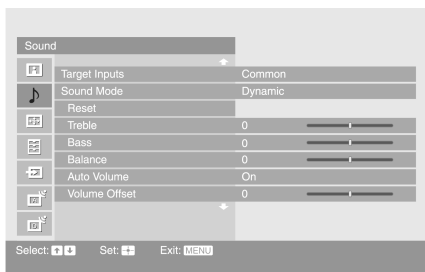 Sound
Target Inputs Common
Sound Mode Dynamic
Reset
Treble 0
Bass 0
Balance 0
Auto Volume On
Volume Offset 0
Select: Set: Exit: MENU